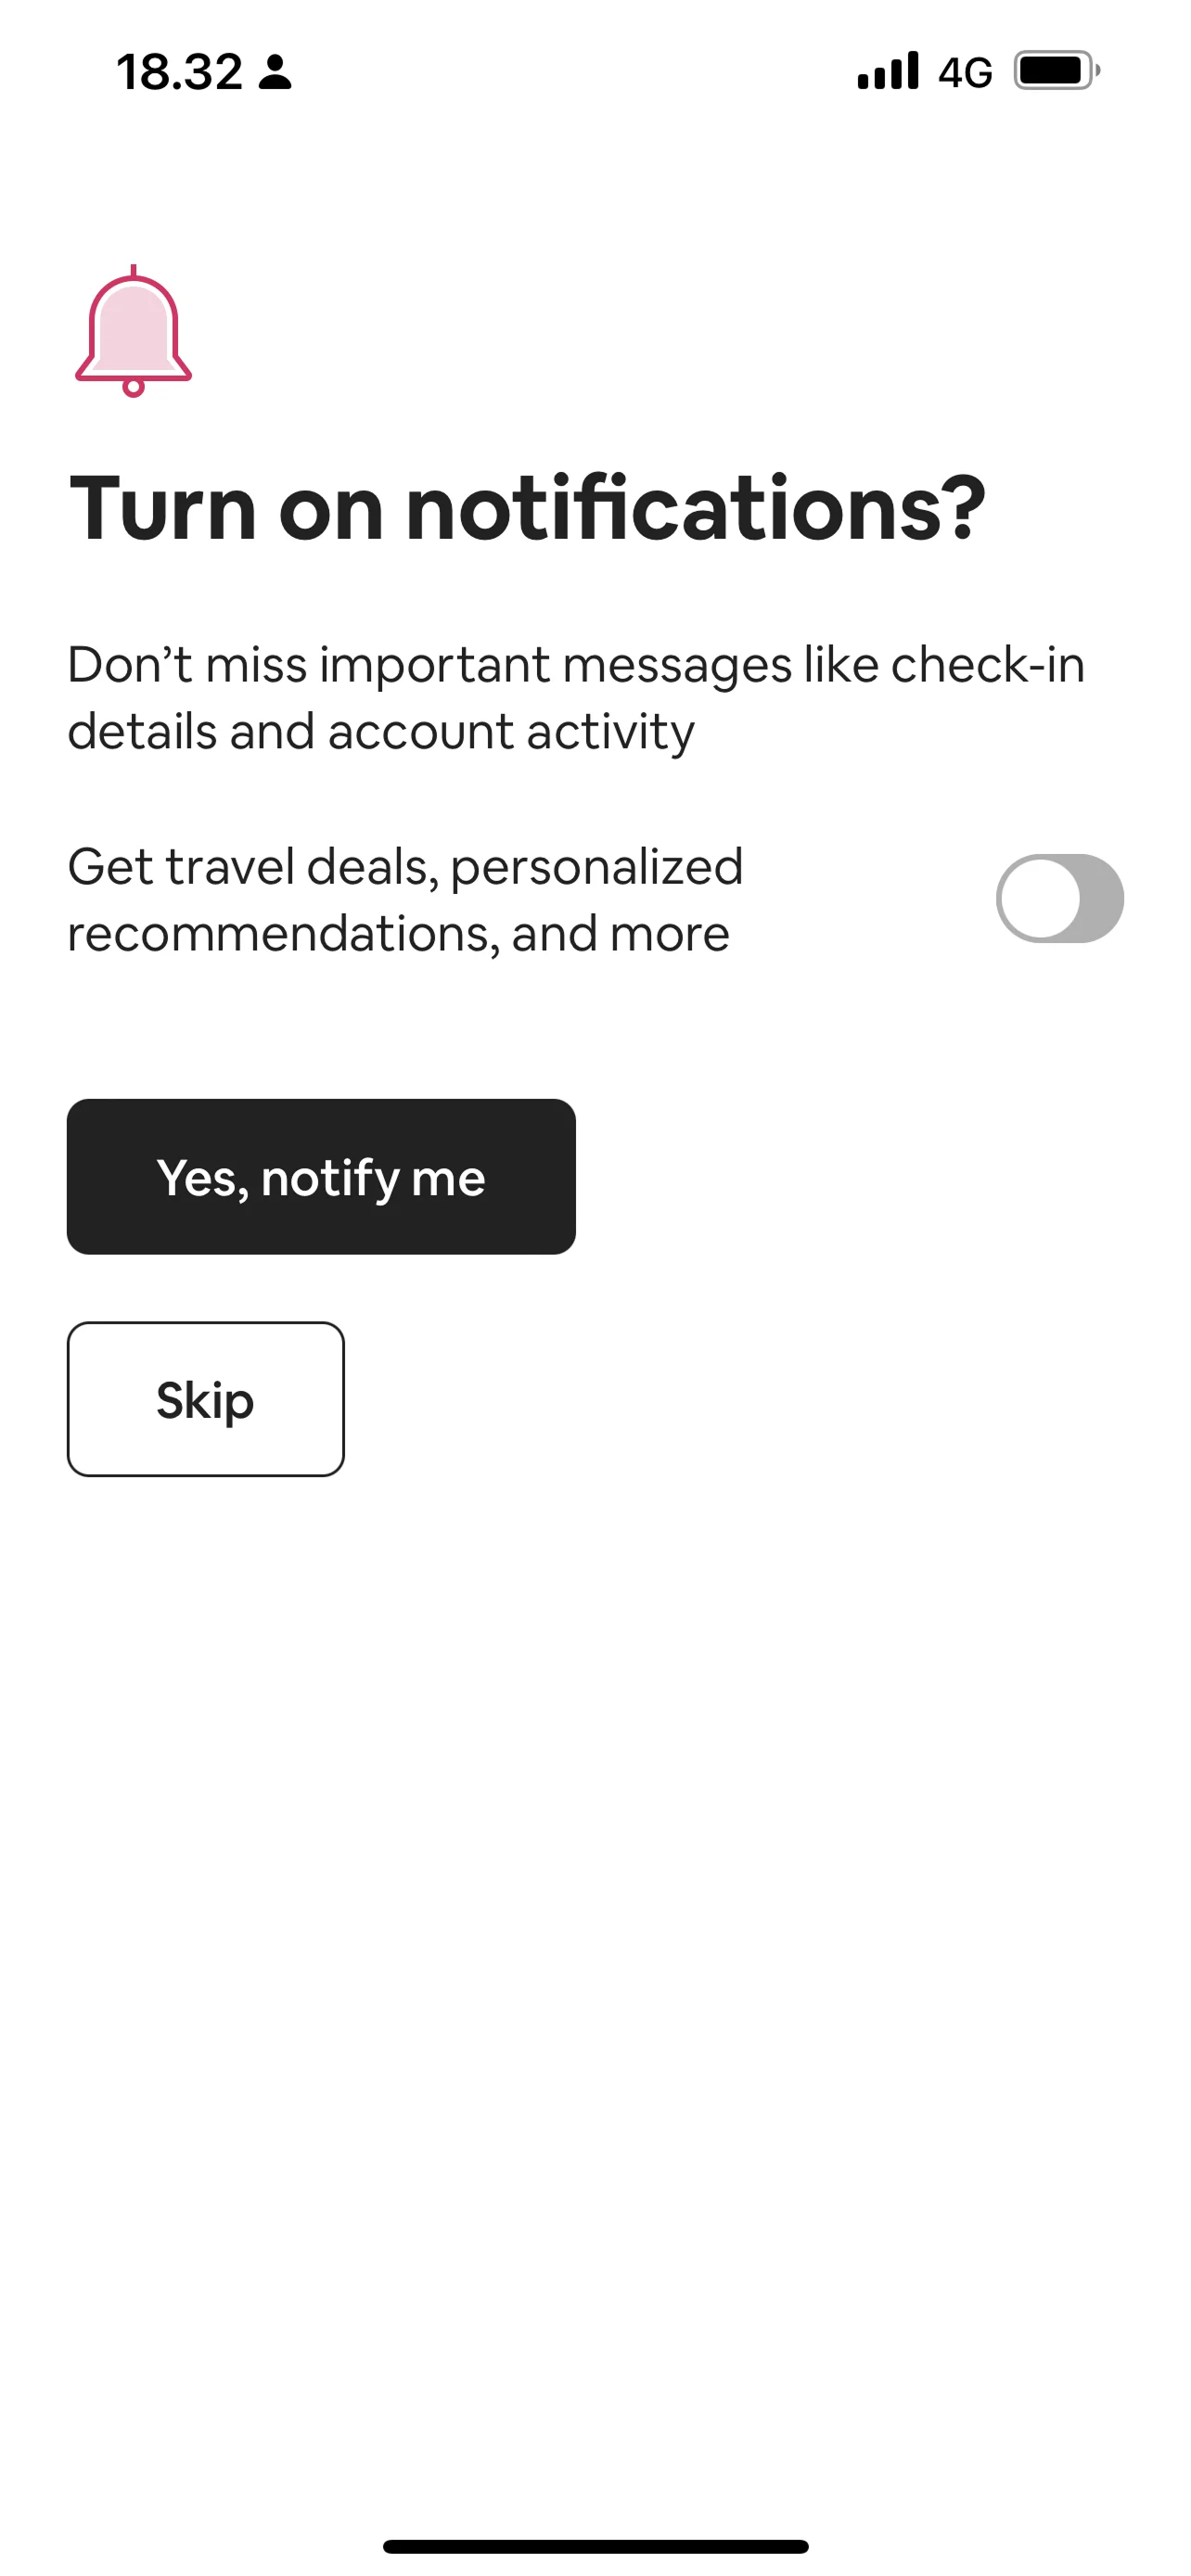 18.32
4G
Turn on notifications?
Don’t miss important messages like check-in
details and account activity
Get travel deals, personalized
recommendations, and more
Yes, notify me
Skip